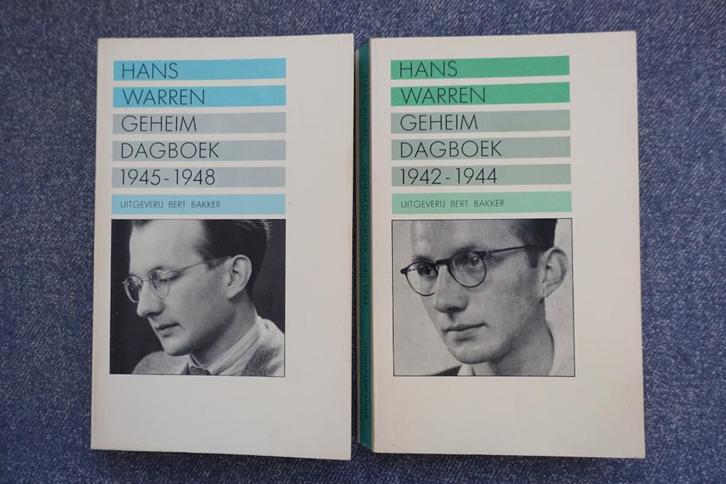 HANS
WARREN
GEHEIM
DAGBOEK
1945-1948
UITGEVERIJ BERT BAKKER
HANS
WARREN
GEHEIM
DAGBOEK
1942-1944
UITGEVERIJ BERT BAKKER